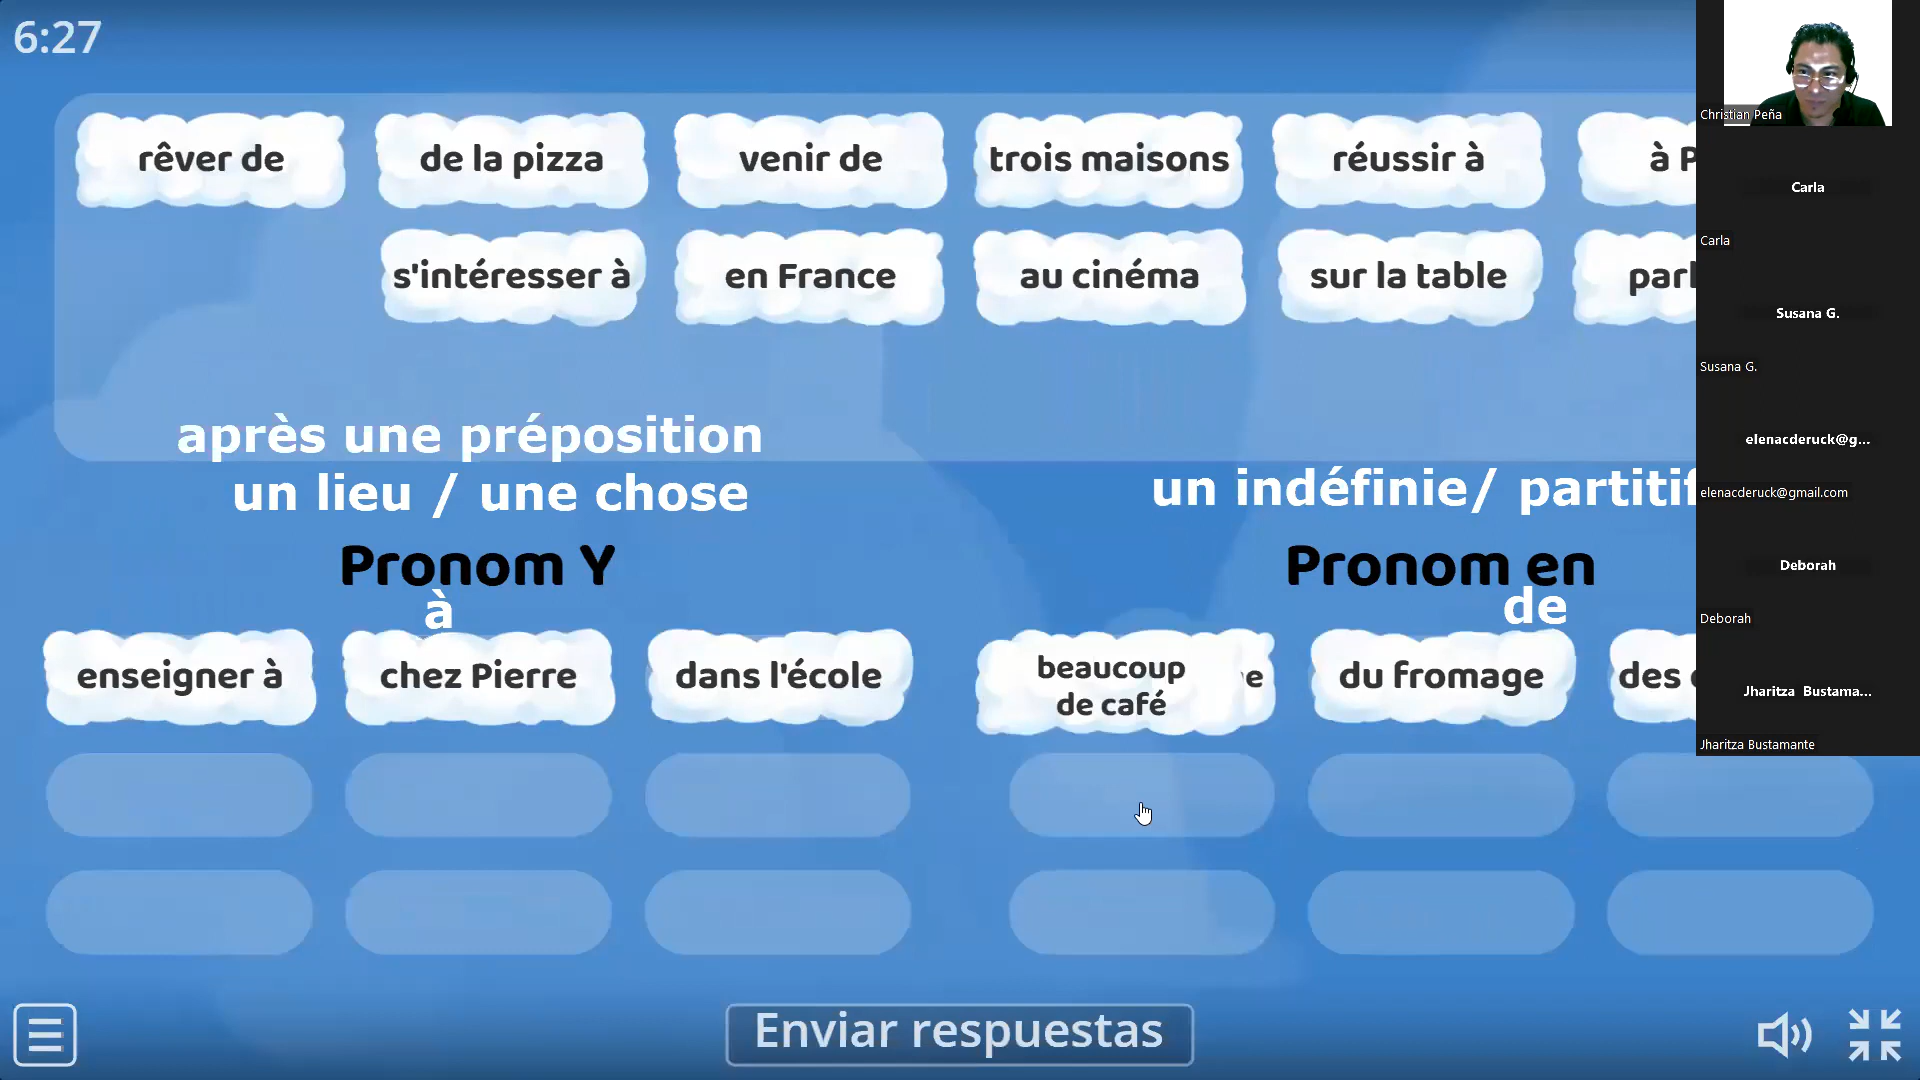 6:27
rêver de
de la pizza
venir de
trois maisons
réussir à
à P
s'intéresser à
en France
au cinéma
sur la table
parl
après une préposition
un lieu / une chose
un indéfinie/ partitif
Pronom Y
à
Pronom en
de
enseigner à
chez Pierre
dans l'école
beaucoup
de café
e
du fromage
des
Enviar respuestas
Christian Peña
Carla
Carla
Susana G.
Susana G.
elenacderuck@g...
elenacderuck@gmail.com
Deborah
Deborah
Jharitza Bustama...
Jharitza Bustamante